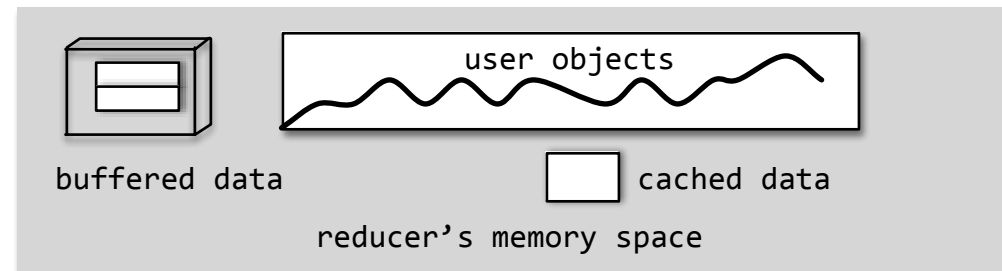 user objects
buffered data
cached data
reducer’s memory space